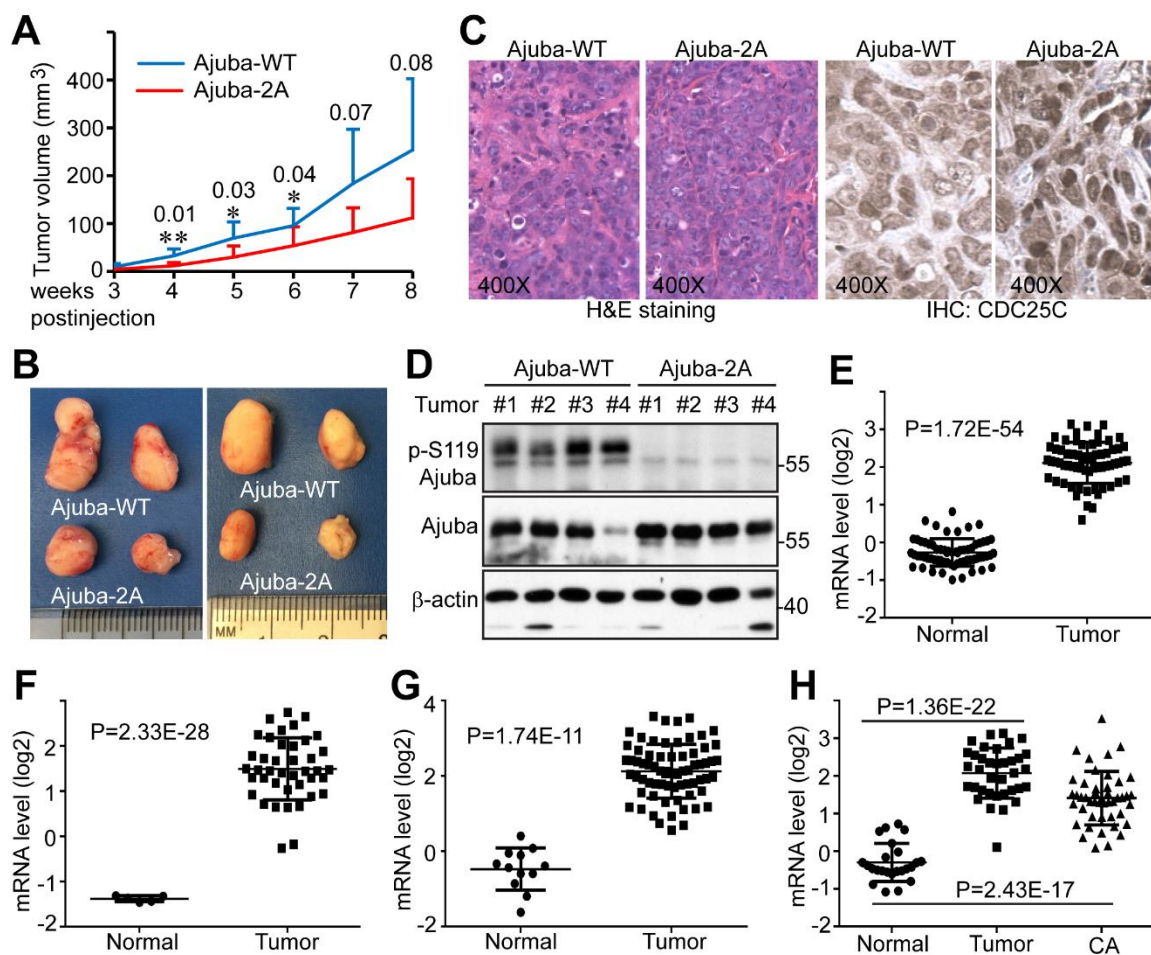 A
Tumor volume (mm³)
400
300
200
100
0
Ajuba-WT
Ajuba-2A
0.01
**
0.03
*
0.04
*
0.07
0.08
weeks 3 4 5 6 7 8
postinjection
B
Ajuba-WT
Ajuba-2A
Ajuba-WT
Ajuba-2A
MM 1
C
Ajuba-WT Ajuba-2A Ajuba-WT Ajuba-2A
400X 400X 400X 400X
H&E staining IHC: CDC25C
D
Ajuba-WT Ajuba-2A
Tumor #1 #2 #3 #4 #1 #2 #3 #4
p-S119
Ajuba
-55
Ajuba
-55
β-actin
-40
E
mRNA level (log2)
3
2
1
0
-1
-2
P=1.72E-54
Normal Tumor
F
mRNA level (log2)
3
2
1
0
-1
-2
P=2.33E-28
Normal Tumor
G
mRNA level (log2)
4
2
0
-2
P=1.74E-11
Normal Tumor
H
mRNA level (log2)
4
3
2
1
0
-1
-2
P=1.36E-22
P=2.43E-17
Normal Tumor CA